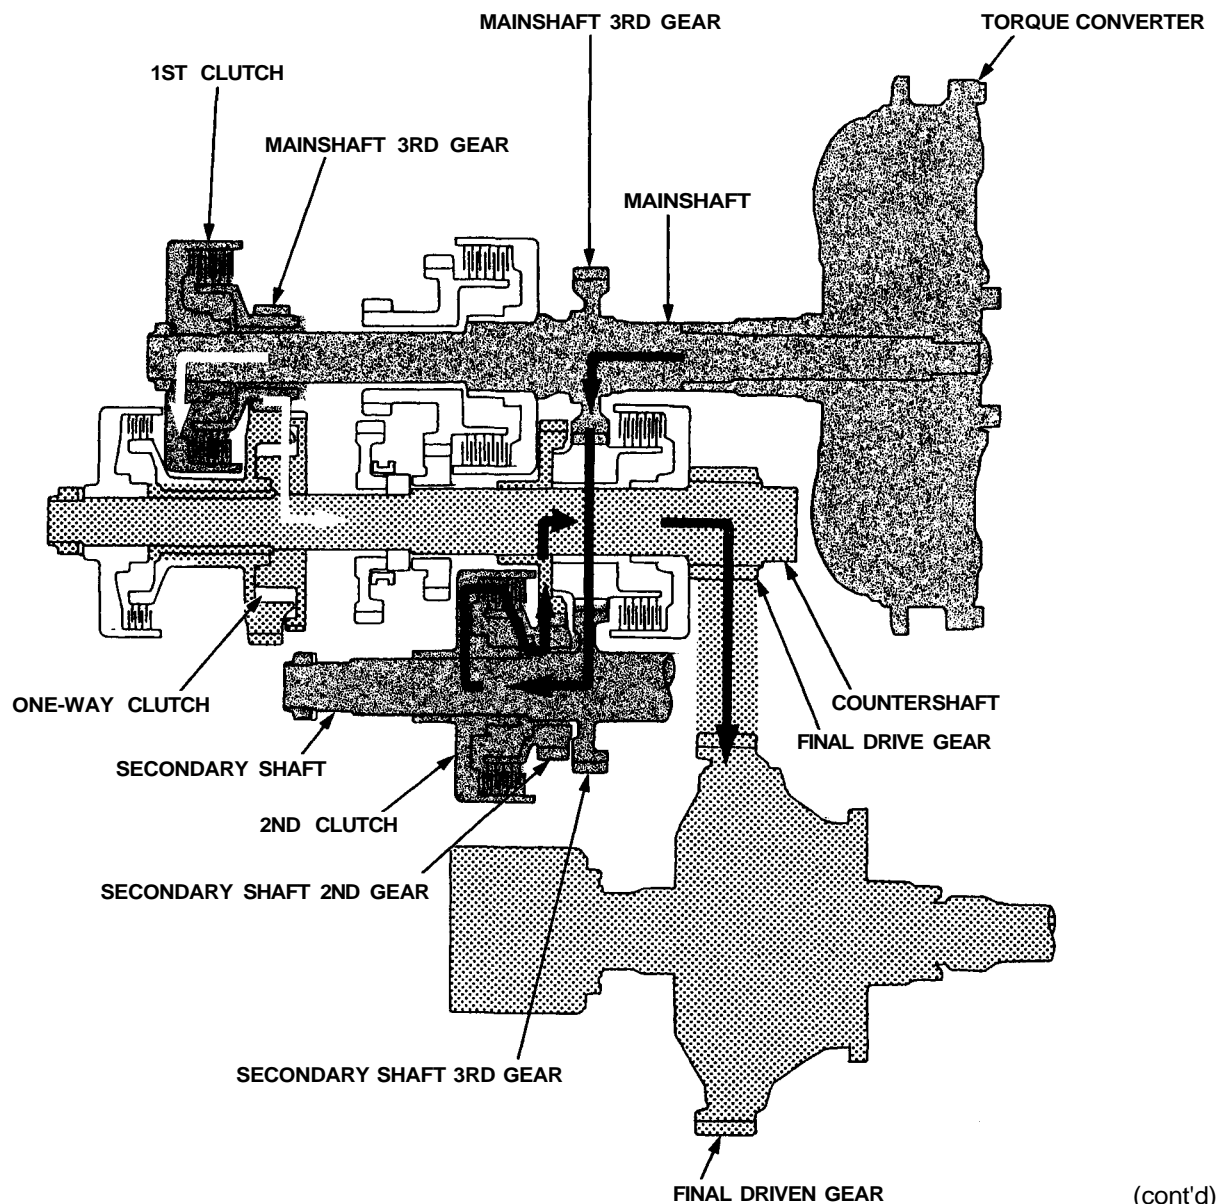 MAINSHAFT 3RD GEAR
TORQUE CONVERTER
1ST CLUTCH
MAINSHAFT 3RD GEAR
MAINSHAFT
ONE-WAY CLUTCH
COUNTERSHAFT
FINAL DRIVE GEAR
SECONDARY SHAFT
2ND CLUTCH
SECONDARY SHAFT 2ND GEAR
SECONDARY SHAFT 3RD GEAR
FINAL DRIVEN GEAR
(cont'd)